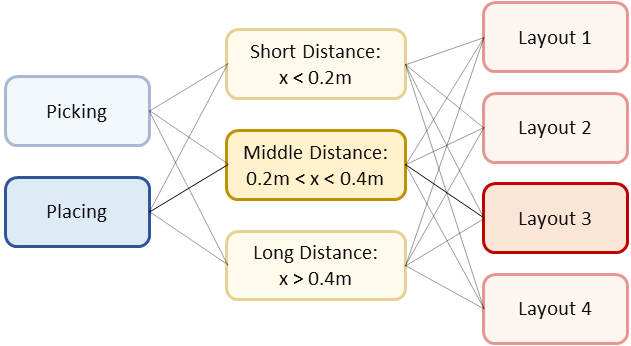 Picking
Placing
Short Distance:
x < 0.2m
Middle Distance:
0.2m < x < 0.4m
Long Distance:
x > 0.4m
Layout 1
Layout 2
Layout 3
Layout 4